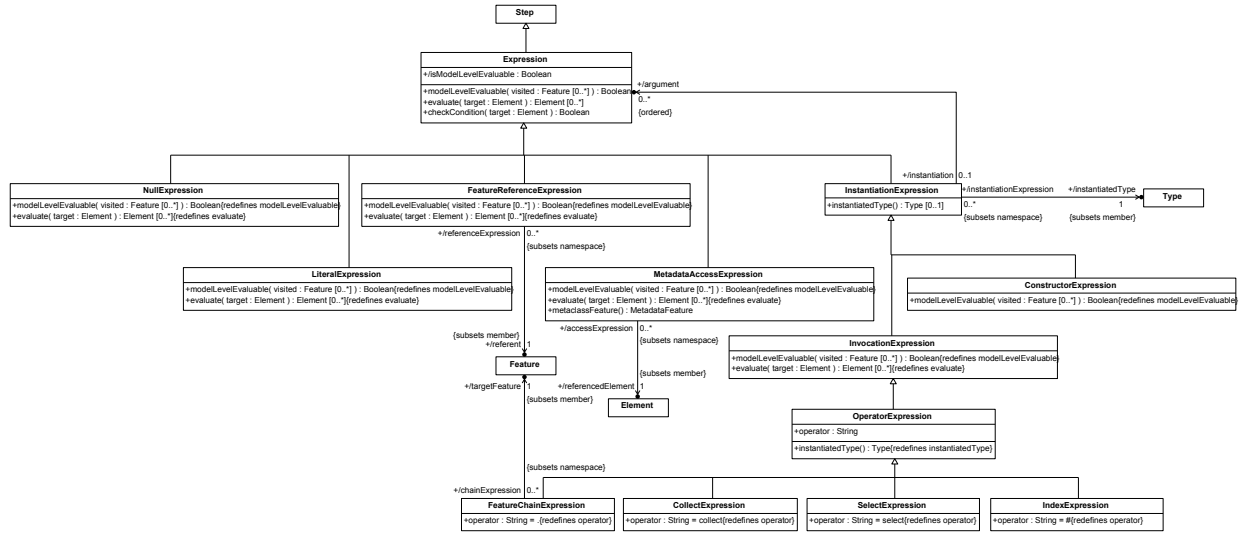 Step
Expression
+/isModelLevelEvaluable : Boolean
+modelLevelEvaluable( visited : Feature [0..*] ) : Boolean
+evaluate( target : Element ) : Element [0..*]
+checkCondition( target : Element ) : Boolean
+/argument
0..*
{ordered}
+/instantiation 0..1
NullExpression
+modelLevelEvaluable( visited : Feature [0..*] ) : Boolean{redefines modelLevelEvaluable}
+evaluate( target : Element ) : Element [0..*]{redefines evaluate}
FeatureReferenceExpression
+modelLevelEvaluable( visited : Feature [0..*] ) : Boolean{redefines modelLevelEvaluable}
+evaluate( target : Element ) : Element [0..*]{redefines evaluate}
InstantiationExpression
+instantiatedType() : Type [0..1]
+/instantiationExpression
0..*
{subsets namespace}
+/instantiatedType
1
{subsets member}
Type
+/referenceExpression 0..*
{subsets namespace}
LiteralExpression
+modelLevelEvaluable( visited : Feature [0..*] ) : Boolean{redefines modelLevelEvaluable}
+evaluate( target : Element ) : Element [0..*]{redefines evaluate}
MetadataAccessExpression
+modelLevelEvaluable( visited : Feature [0..*] ) : Boolean{redefines modelLevelEvaluable}
+evaluate( target : Element ) : Element [0..*]{redefines evaluate}
+metaclassFeature() : MetadataFeature
ConstructorExpression
+modelLevelEvaluable( visited : Feature [0..*] ) : Boolean{redefines modelLevelEvaluable}
+/accessExpression 0..*
{subsets namespace}
{subsets member}
+/referent 1
Feature
+/targetFeature 1
{subsets member}
{subsets member}
+/referencedElement 1
Element
InvocationExpression
+modelLevelEvaluable( visited : Feature [0..*] ) : Boolean{redefines modelLevelEvaluable}
+evaluate( target : Element ) : Element [0..*]{redefines evaluate}
OperatorExpression
+operator : String
+instantiatedType() : Type{redefines instantiatedType}
{subsets namespace}
+/chainExpression 0..*
FeatureChainExpression
+operator : String = .{redefines operator}
CollectExpression
+operator : String = collect{redefines operator}
SelectExpression
+operator : String = select{redefines operator}
IndexExpression
+operator : String = #{redefines operator}